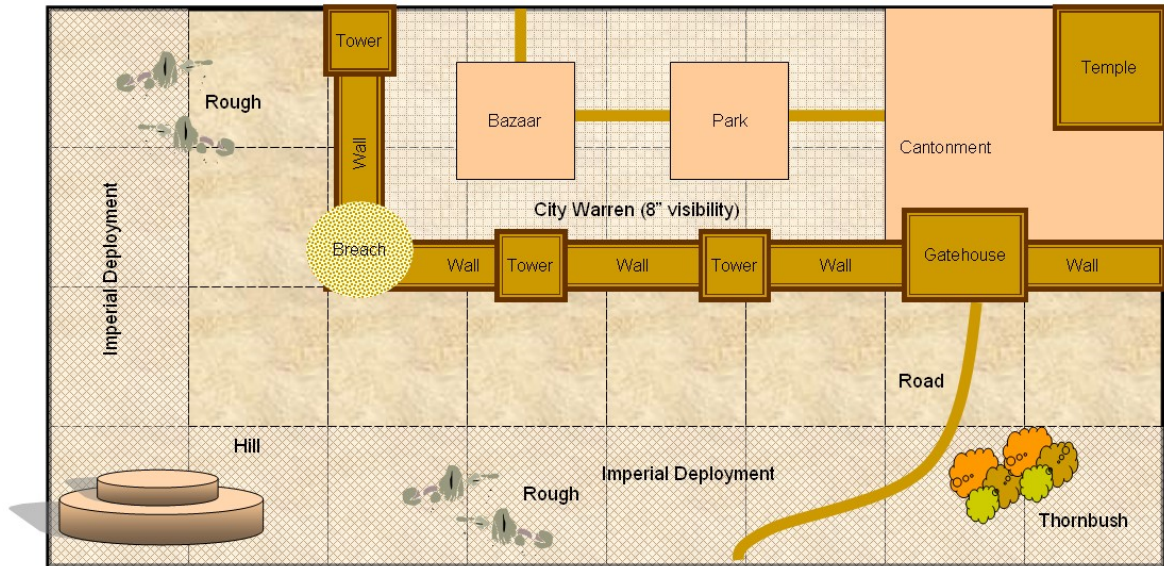 Tower
Temple
Rough
Bazaar
Park
Wall
Cantonment
City Warren (8" visibility)
Imperial Deployment
Breach
Wall
Tower
Wall
Tower
Wall
Gatehouse
Wall
Road
Hill
Imperial Deployment
Rough
Thornbush